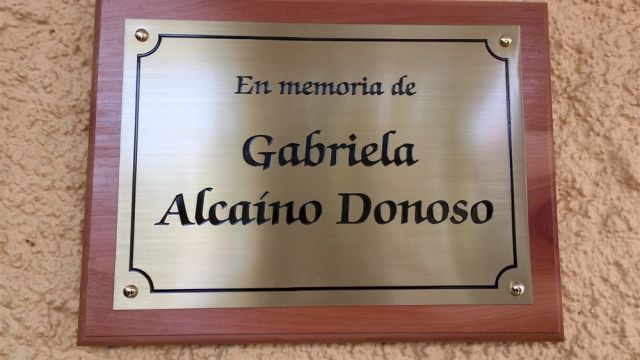 En memoria de
Gabriela
Alcaíno Donoso